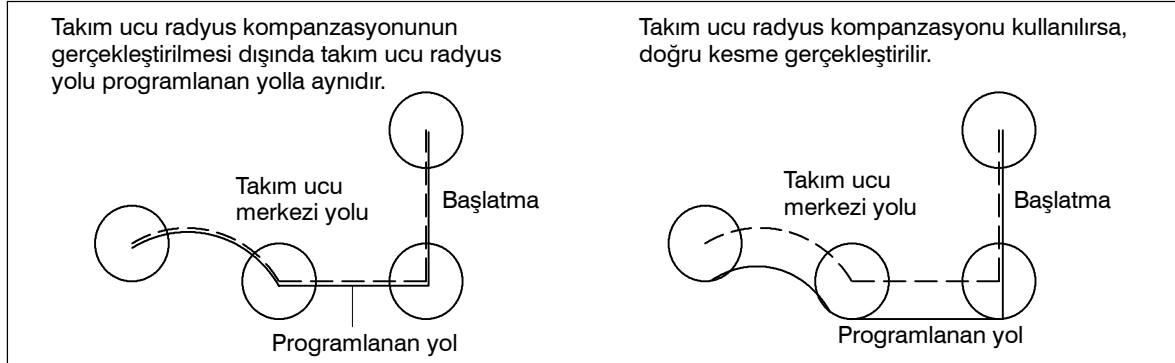 Takım ucu radyus kompanzasyonunun
gerçekleştirilmesi dışında takım ucu radyus
yolu programlanan yolla aynıdır.
Takım ucu
merkezi yolu
Başlatma
Programlanan yol
Takım ucu radyus kompanzasyonu kullanılırsa,
doğru kesme gerçekleştirilir.
Takım ucu
merkezi yolu
Başlatma
Programlanan yol